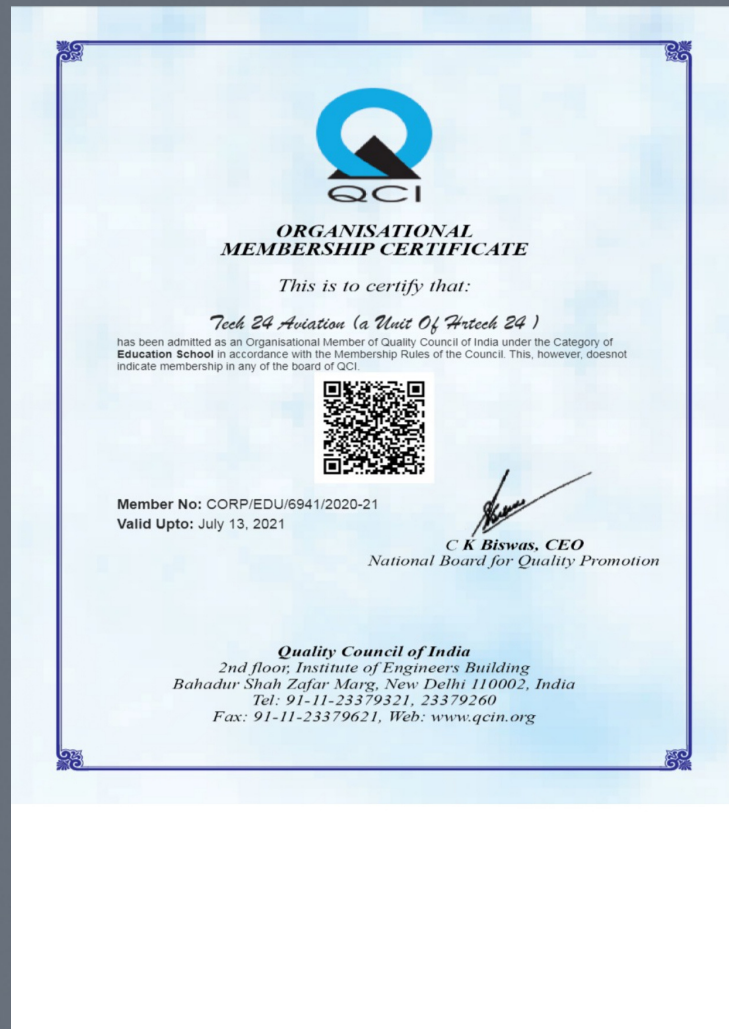 QCI
ORGANISATIONAL
MEMBERSHIP CERTIFICATE
This is to certify that:
Tech 24 Aviation (a Unit Of Hrtech 24 )
has been admitted as an Organisational Member of Quality Council of India under the Category of
Education School in accordance with the Membership Rules of the Council. This, however, doesnot
indicate membership in any of the board of QCI.
Member No: CORP/EDU/6941/2020-21
Valid Upto: July 13, 2021
C K Biswas, CEO
National Board for Quality Promotion
Quality Council of India
2nd floor, Institute of Engineers Building
Bahadur Shah Zafar Marg, New Delhi 110002, India
Tel: 91-11-23379321, 23379260
Fax: 91-11-23379621, Web: www.qcin.org